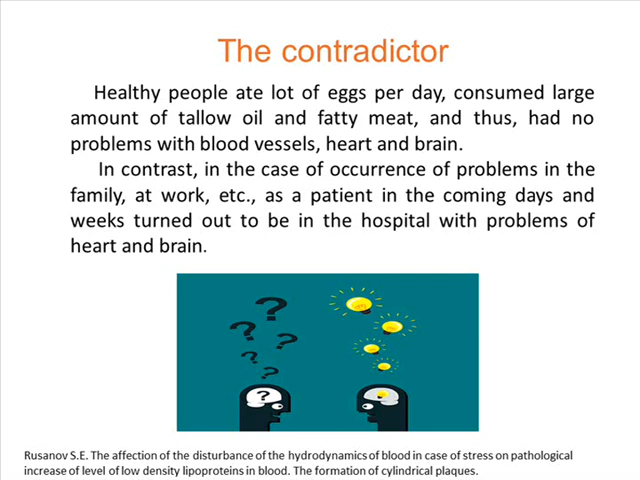 The contradictor
Healthy people ate lot of eggs per day, consumed large
amount of tallow oil and fatty meat, and thus, had no
problems with blood vessels, heart and brain.
In contrast, in the case of occurrence of problems in the
family, at work, etc., as a patient in the coming days and
weeks turned out to be in the hospital with problems of
heart and brain.
? ?
? ?
?
?
Rusanov S.E. The affection of the disturbance of the hydrodynamics of blood in case of stress on pathological
increase of level of low density lipoproteins in blood. The formation of cylindrical plaques.